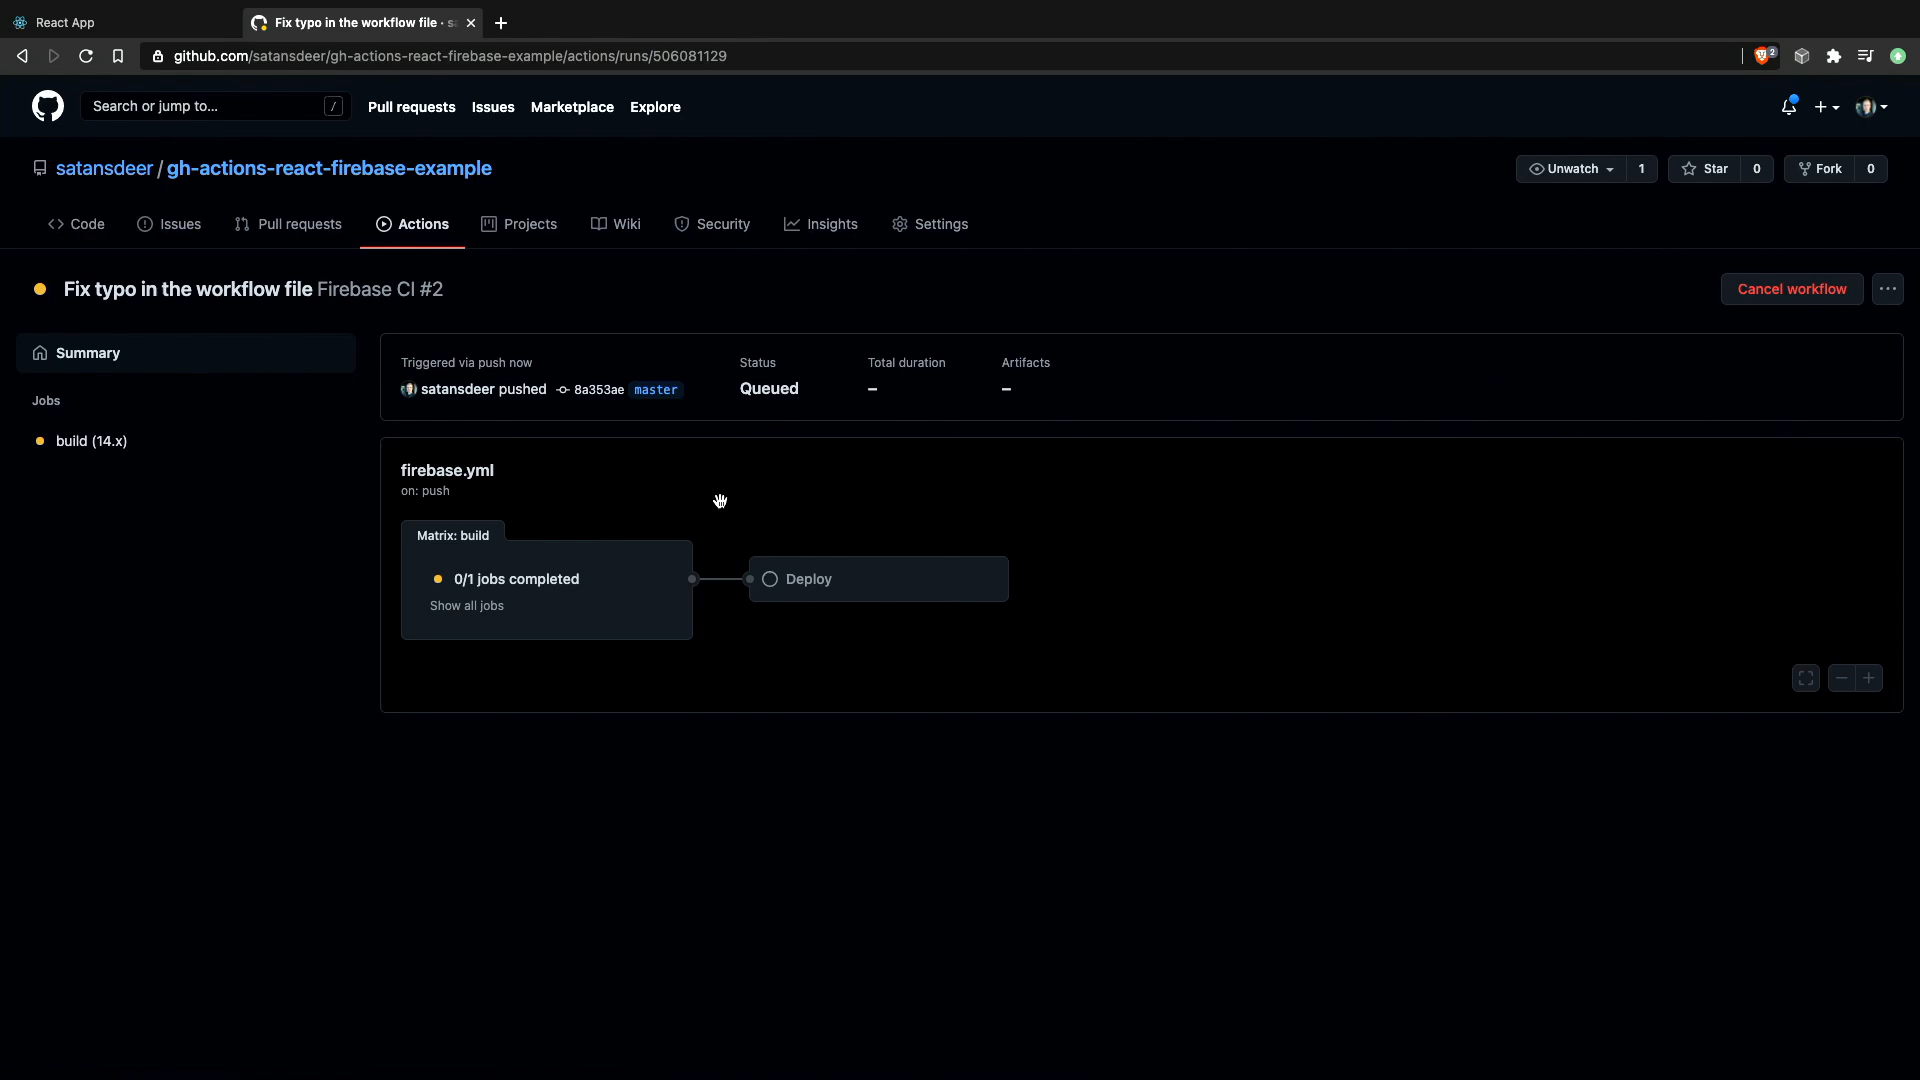 React App
Fix typo in the workflow file · s
github.com/satansdeer/gh-actions-react-firebase-example/actions/runs/506081129
2
Search or jump to...
/
Pull requests
Issues
Marketplace
Explore
satansdeer / gh-actions-react-firebase-example
Unwatch
1
Star
0
Fork
0
Code
Issues
Pull requests
Actions
Projects
Wiki
Security
Insights
Settings
Fix typo in the workflow file Firebase CI #2
Cancel workflow
Summary
Jobs
build (14.x)
Triggered via push now
satansdeer pushed 8a353ae master
Status
Queued
Total duration
–
Artifacts
–
firebase.yml
on: push
Matrix: build
0/1 jobs completed
Show all jobs
Deploy